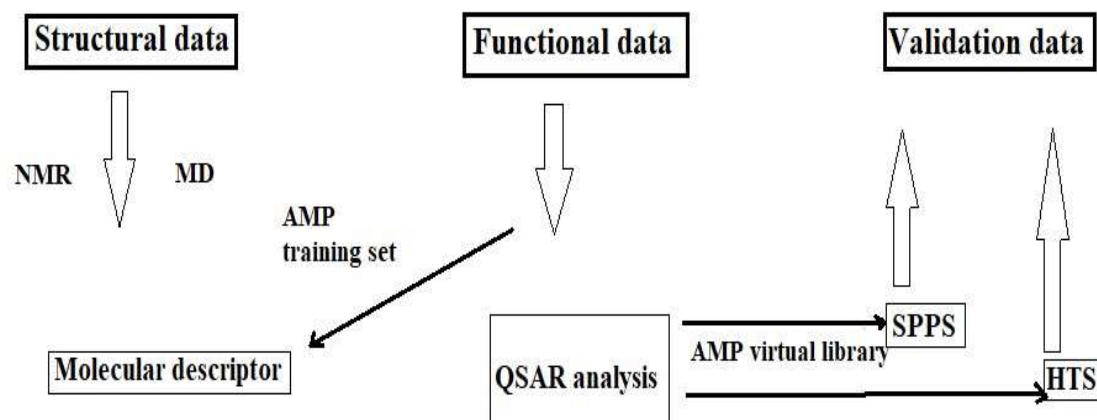 Structural data
Functional data
Validation data
NMR
MD
AMP
training set
Molecular descriptor
QSAR analysis
AMP virtual library
SPPS
HTS